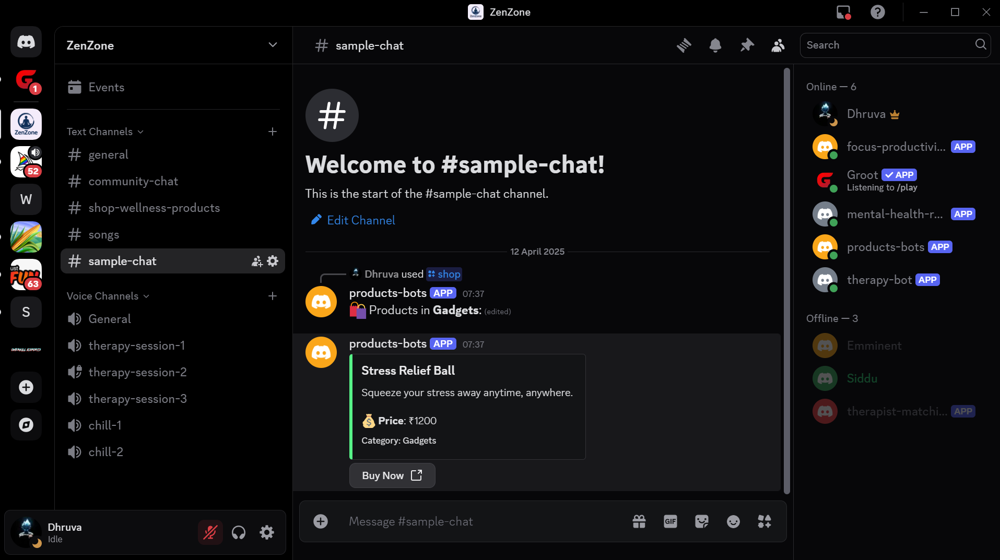 ZenZone
ZenZone
Events
Text Channels
general
community-chat
shop-wellness-products
songs
sample-chat
Voice Channels
General
therapy-session-1
therapy-session-2
therapy-session-3
chill-1
chill-2
Dhruva
Idle
1
ZenZone
52
W
ust
FUN
63
S
OVERKILL ESPORTS
# sample-chat
Search
#
Welcome to #sample-chat!
This is the start of the #sample-chat channel.
Edit Channel
12 April 2025
Dhruva used shop
products-bots APP 07:37
Products in Gadgets: (edited)
products-bots APP 07:37
Stress Relief Ball
Squeeze your stress away anytime, anywhere.
Price: ₹1200
Category: Gadgets
Buy Now
Message #sample-chat
GIF
Online — 6
Dhruva
focus-productivi... APP
Groot APP
Listening to /play
mental-health-r... APP
products-bots APP
therapy-bot APP
Offline — 3
Emminent
Siddu
therapist-matchi... APP